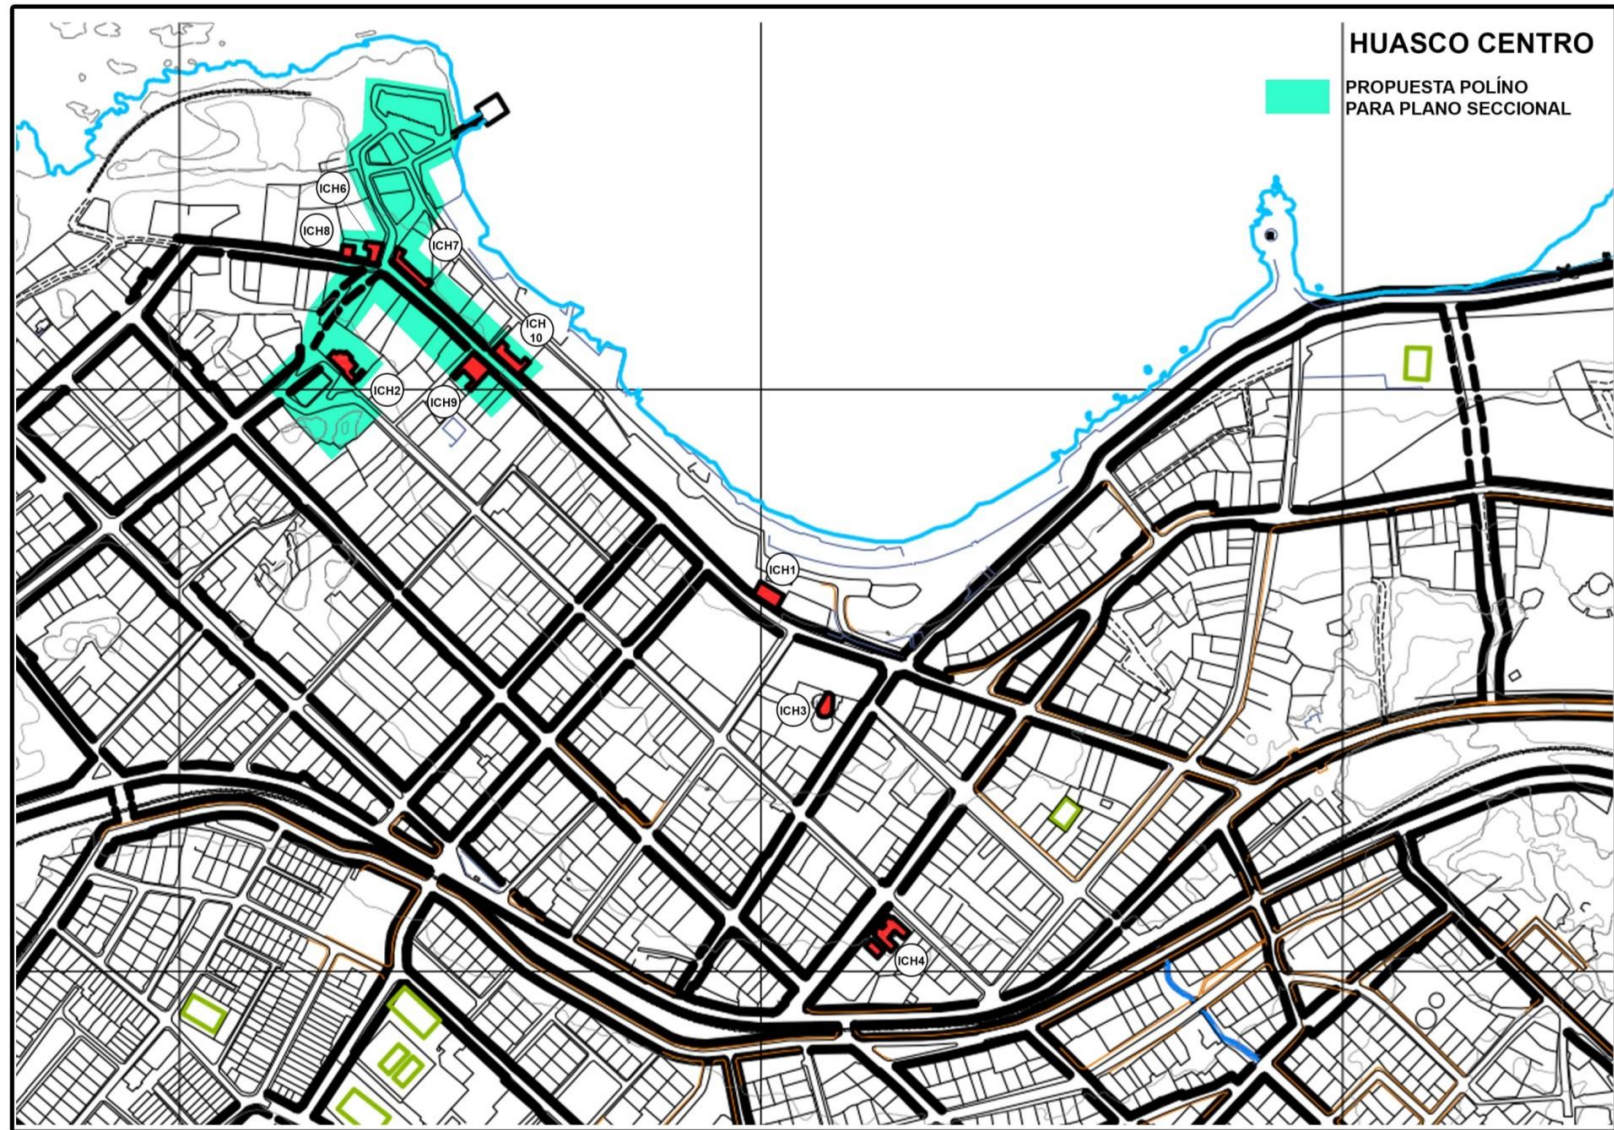 HUASCO CENTRO
PROPUESTA POLÍNO
PARA PLANO SECCIONAL
ICH6
ICH8
ICH7
ICH
10
ICH2
ICH9
ICH1
ICH3
ICH4